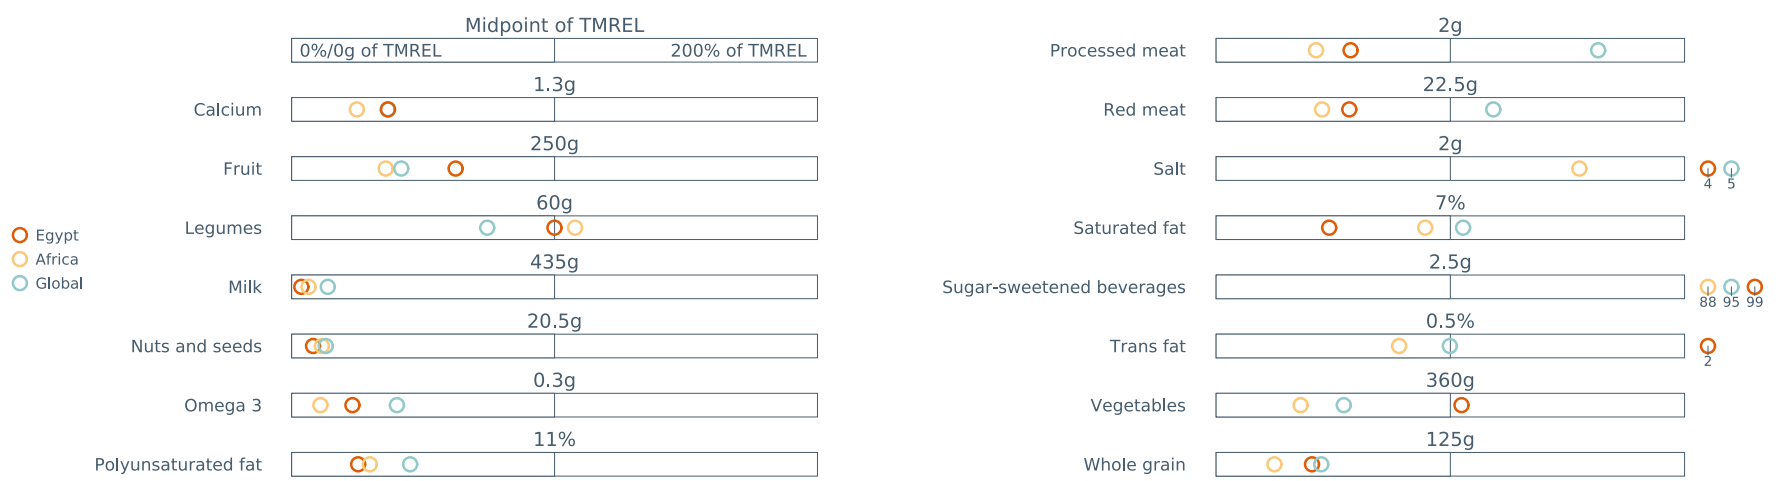 Midpoint of TMREL
0%/0g of TMREL 200% of TMREL
1.3g
Calcium
250g
Fruit
60g
Legumes
435g
Milk
20.5g
Nuts and seeds
0.3g
Omega 3
11%
Polyunsaturated fat
Egypt
Africa
Global
2g
Processed meat
22.5g
Red meat
2g
Salt
4 5
7%
Saturated fat
2.5g
Sugar-sweetened beverages
88 95 99
0.5%
Trans fat
2
360g
Vegetables
125g
Whole grain